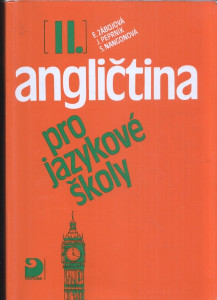 [II.]
E. ZÁBOJOVÁ
J. PEPRNÍK
S. NANGONOVÁ
angličtina
pro
jazykové
školy